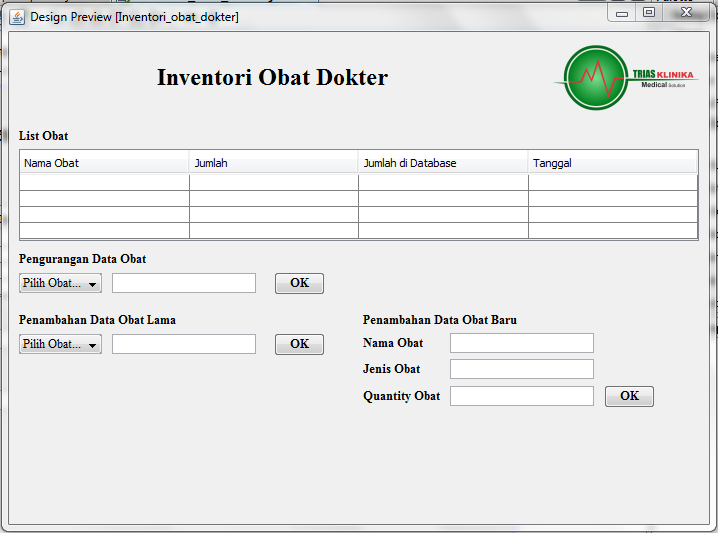 Design Preview [Inventori_obat_dokter]
Inventori Obat Dokter
TRIAS KLINIKA
Medical Solution
List Obat
Nama Obat Jumlah Jumlah di Database Tanggal
Pengurangan Data Obat
Pilih Obat... OK
Penambahan Data Obat Lama
Pilih Obat... OK
Penambahan Data Obat Baru
Nama Obat
Jenis Obat
Quantity Obat OK